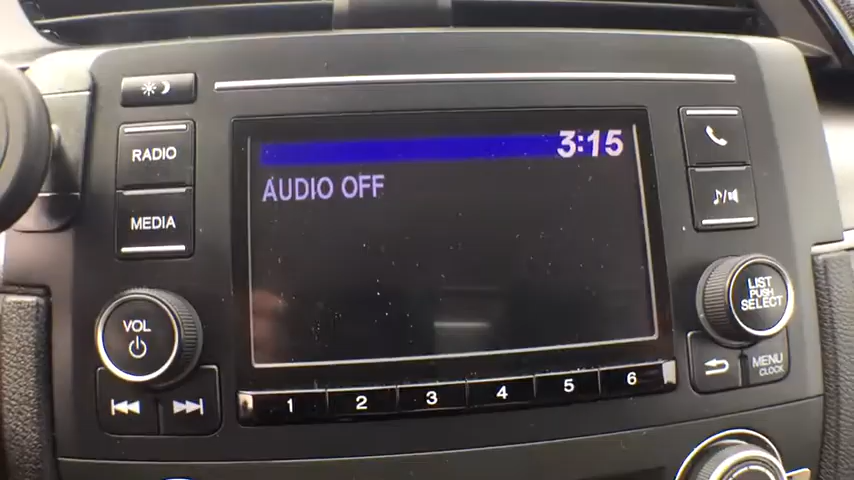 3:15
AUDIO OFF
RADIO
MEDIA
VOL
LIST
PUSH
SELECT
MENU
CLOCK
1 2 3 4 5 6